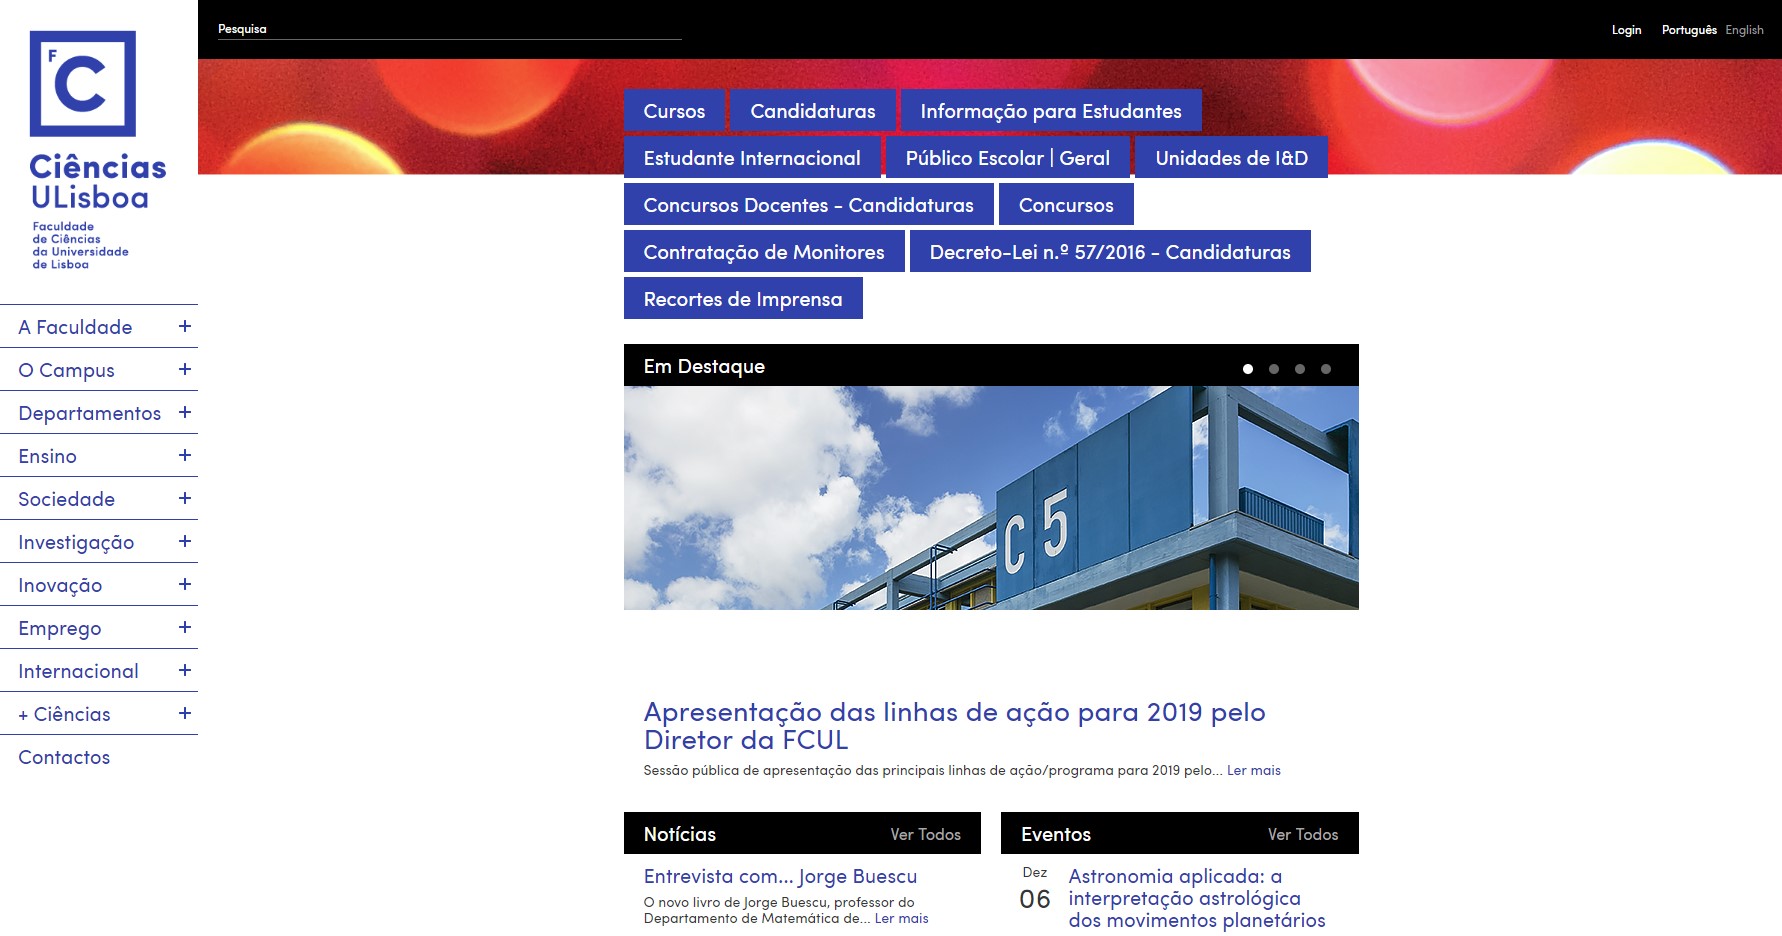 Pesquisa
Login Português English
F
C
Ciências
ULisboa
Faculdade
de Ciências
da Universidade
de Lisboa
A Faculdade +
O Campus +
Departamentos +
Ensino +
Sociedade +
Investigação +
Inovação +
Emprego +
Internacional +
+ Ciências +
Contactos
Cursos Candidaturas Informação para Estudantes
Estudante Internacional Público Escolar | Geral Unidades de I&D
Concursos Docentes - Candidaturas Concursos
Contratação de Monitores Decreto-Lei n.º 57/2016 - Candidaturas
Recortes de Imprensa
Em Destaque
C 5
Apresentação das linhas de ação para 2019 pelo
Diretor da FCUL
Sessão pública de apresentação das principais linhas de ação/programa para 2019 pelo... Ler mais
Notícias Ver Todos
Entrevista com... Jorge Buescu
O novo livro de Jorge Buescu, professor do
Departamento de Matemática de... Ler mais
Eventos Ver Todos
Dez
06
Astronomia aplicada: a
interpretação astrológica
dos movimentos planetários